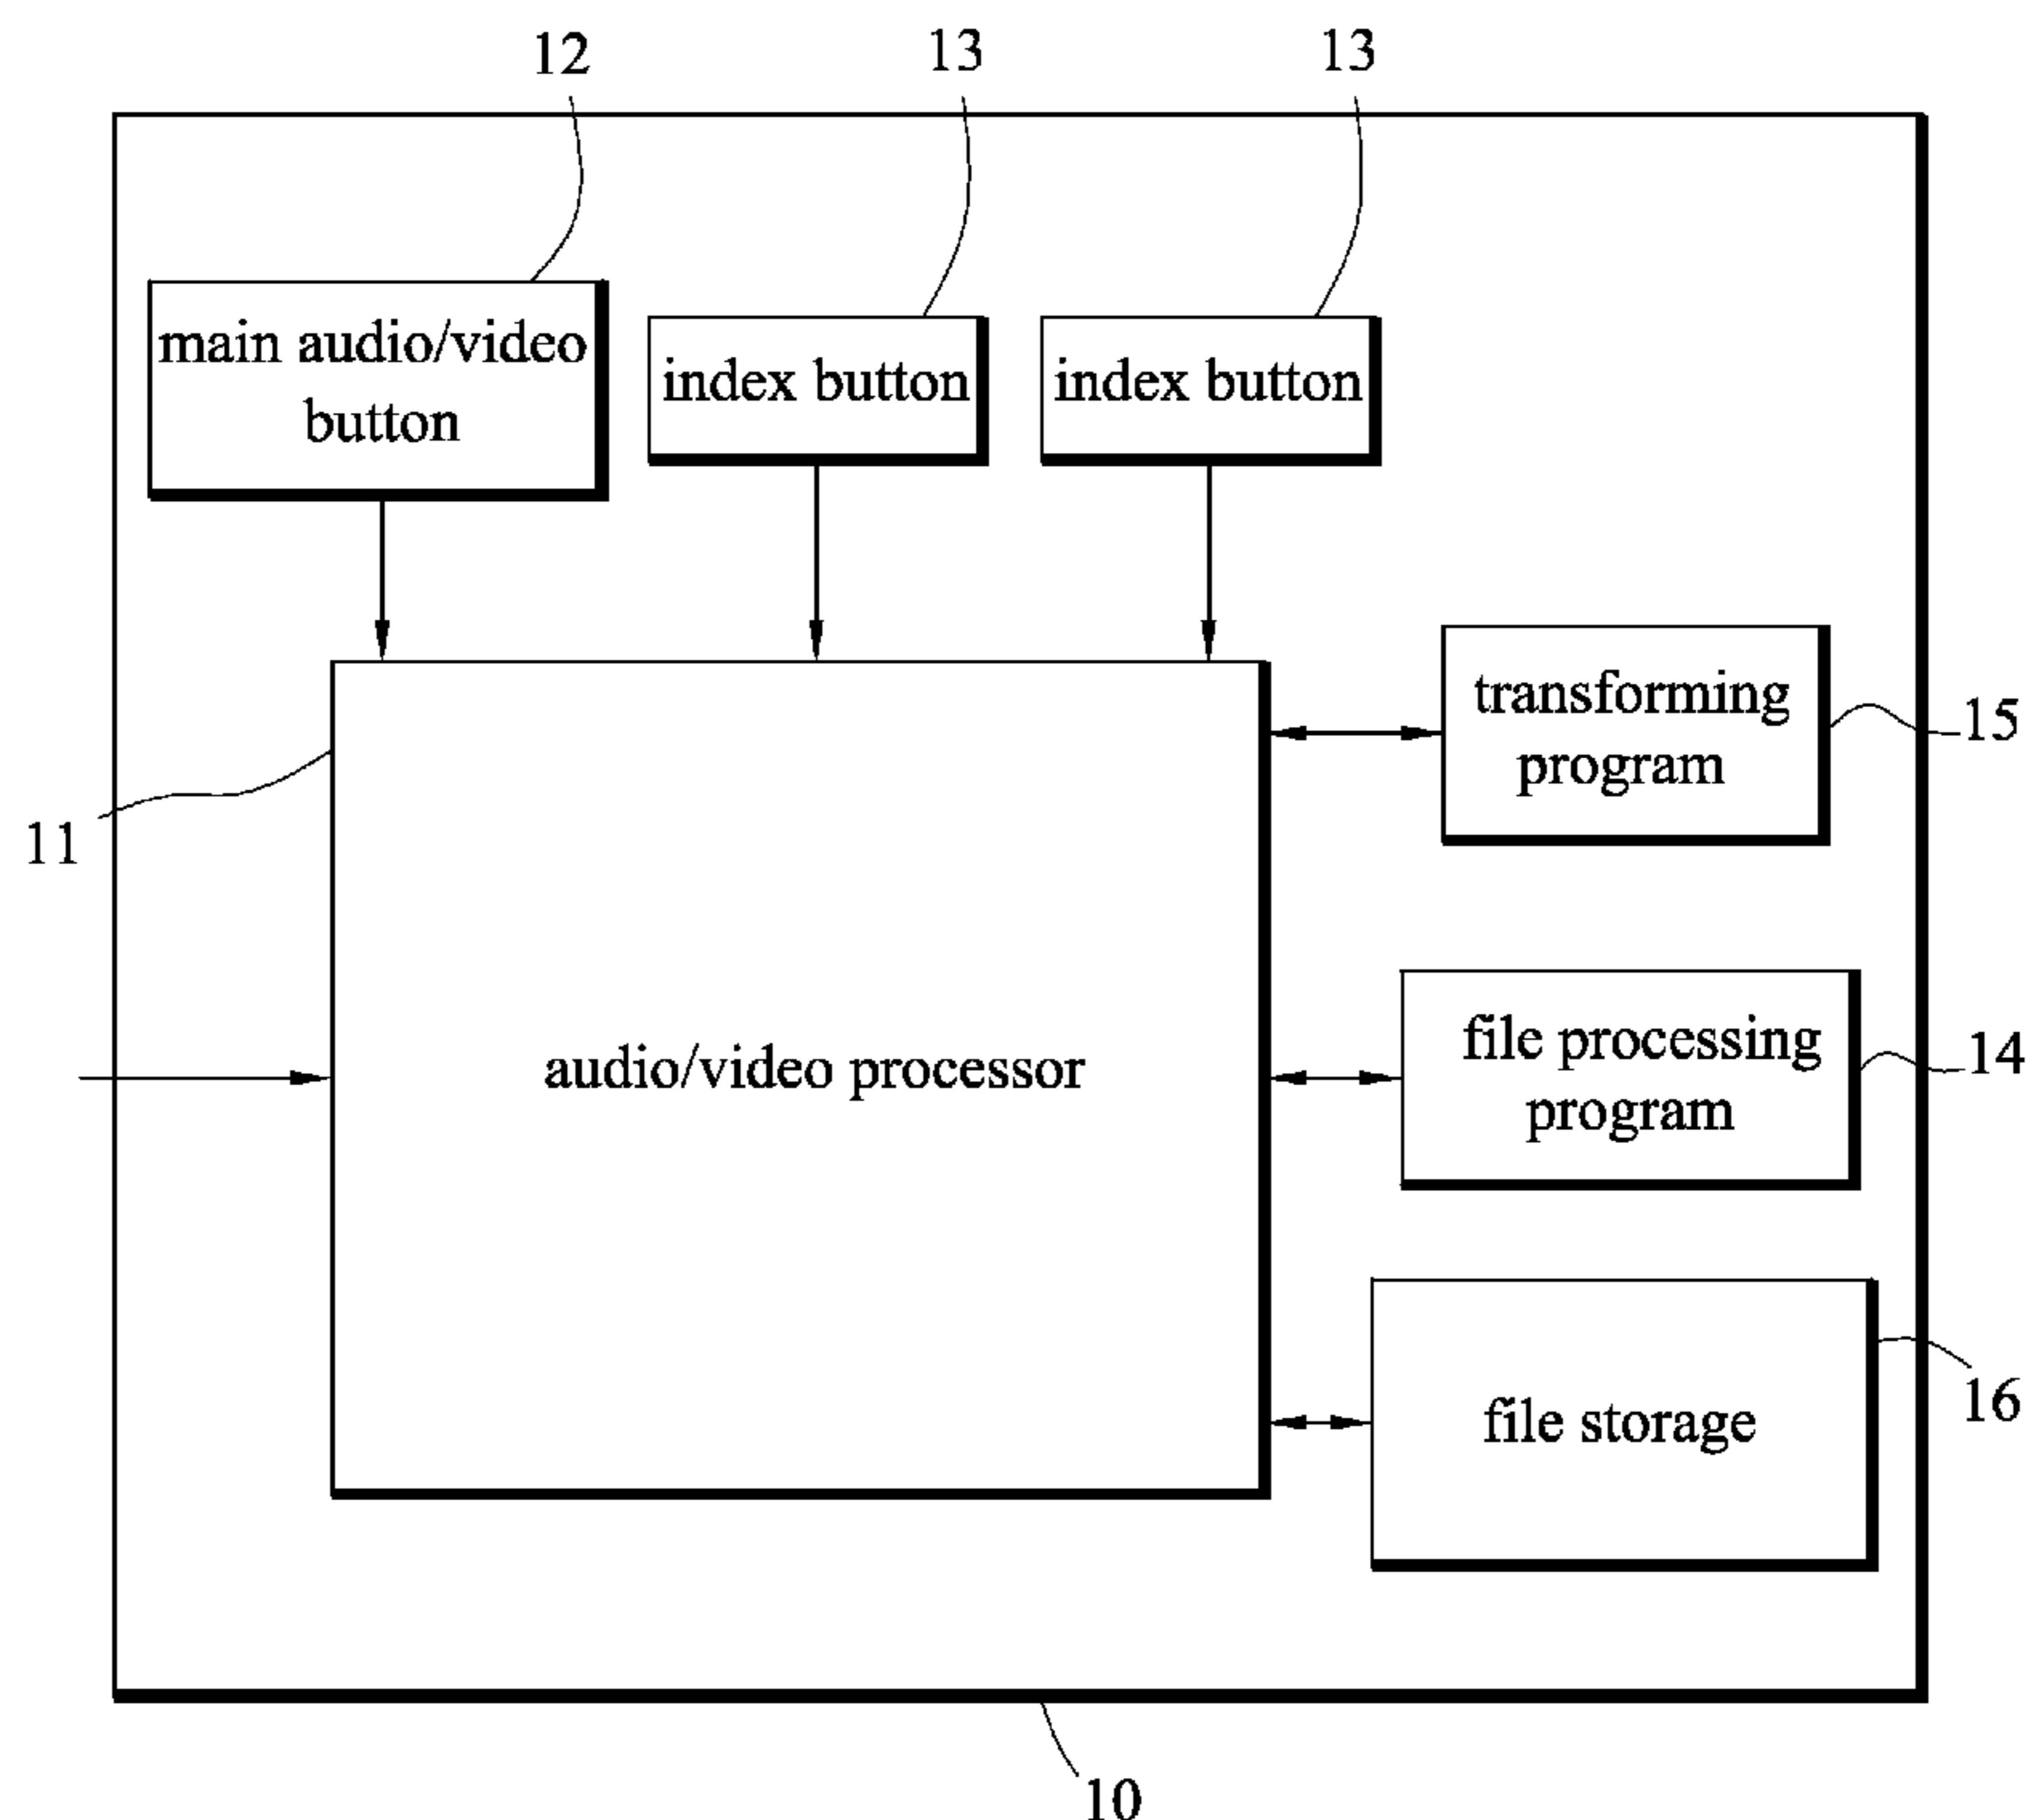 12
13
13
main audio/video
button
index button
index button
transforming
program
15
11
file processing
program
14
audio/video processor
file storage
16
10